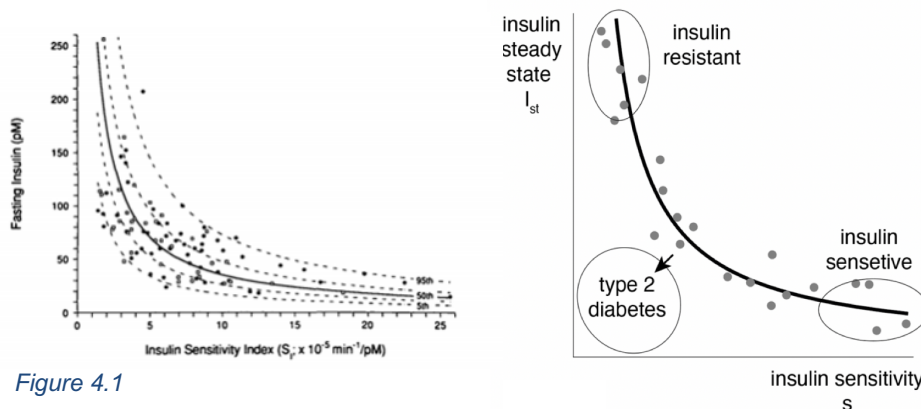 250
200
150
100
50
0
Fasting Insulin (pM)
95th
50th
5th
0 5 10 15 20 25
Insulin Sensitivity Index (SI; x 10-5 min-1/pM)
Figure 4.1
insulin
steady
state
Ist
insulin
resistant
insulin
sensetive
type 2
diabetes
insulin sensitivity
s